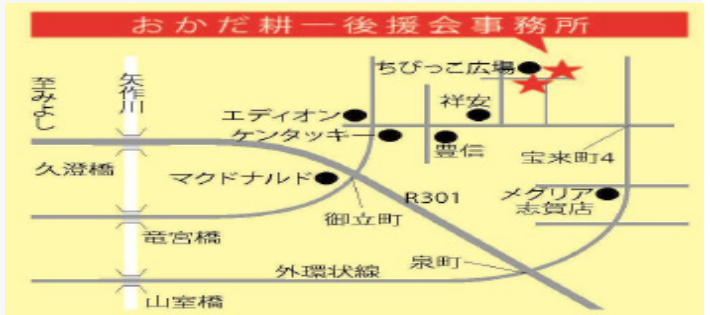 おかだ耕一後援会事務所
ちびっこ広場
至みよし
矢作川
エディオン
祥安
ケンタッキー
豊信
宝来町4
久澄橋
マクドナルド
R301
メグリア
志賀店
御立町
竜宮橋
外環状線
泉町
山室橋